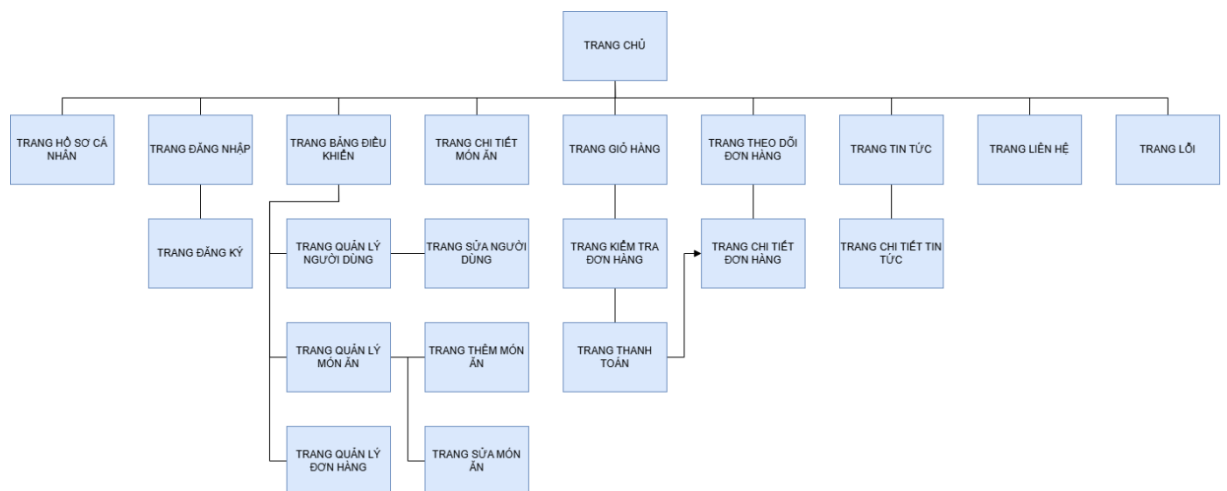 TRANG CHỦ
TRANG HỒ SƠ CÁ
NHÂN
TRANG ĐĂNG NHẬP
TRANG BẢNG ĐIỀU
KHIỂN
TRANG CHI TIẾT
MÓN ĂN
TRANG GIỎ HÀNG
TRANG THEO DÕI
ĐƠN HÀNG
TRANG TIN TỨC
TRANG LIÊN HỆ
TRANG LỖI
TRANG ĐĂNG KÝ
TRANG QUẢN LÝ
NGƯỜI DÙNG
TRANG SỬA NGƯỜI
DÙNG
TRANG KIỂM TRA
ĐƠN HÀNG
TRANG CHI TIẾT
ĐƠN HÀNG
TRANG CHI TIẾT TIN
TỨC
TRANG QUẢN LÝ
MÓN ĂN
TRANG THÊM MÓN
ĂN
TRANG THANH
TOÁN
TRANG QUẢN LÝ
ĐƠN HÀNG
TRANG SỬA MÓN
ĂN